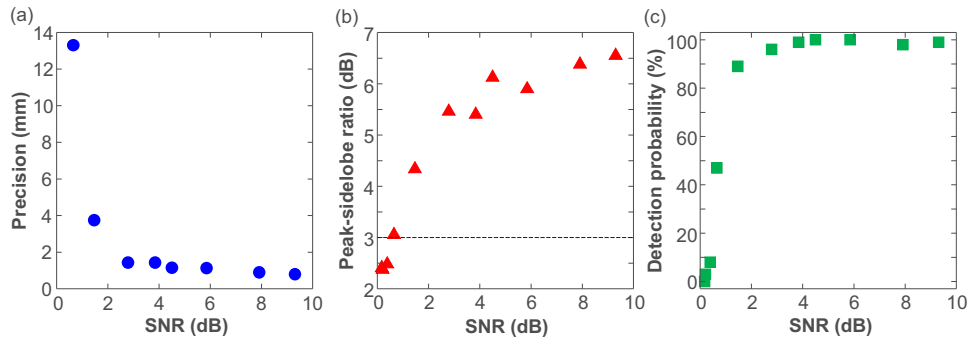 (a)
Precision (mm)
14
12
10
8
6
4
2
0
0 2 4 6 8 10
SNR (dB)
(b)
Peak-sidelobe ratio (dB)
7
6
5
4
3
2
0 2 4 6 8 10
SNR (dB)
(c)
Detection probability (%)
100
80
60
40
20
0
0 2 4 6 8 10
SNR (dB)